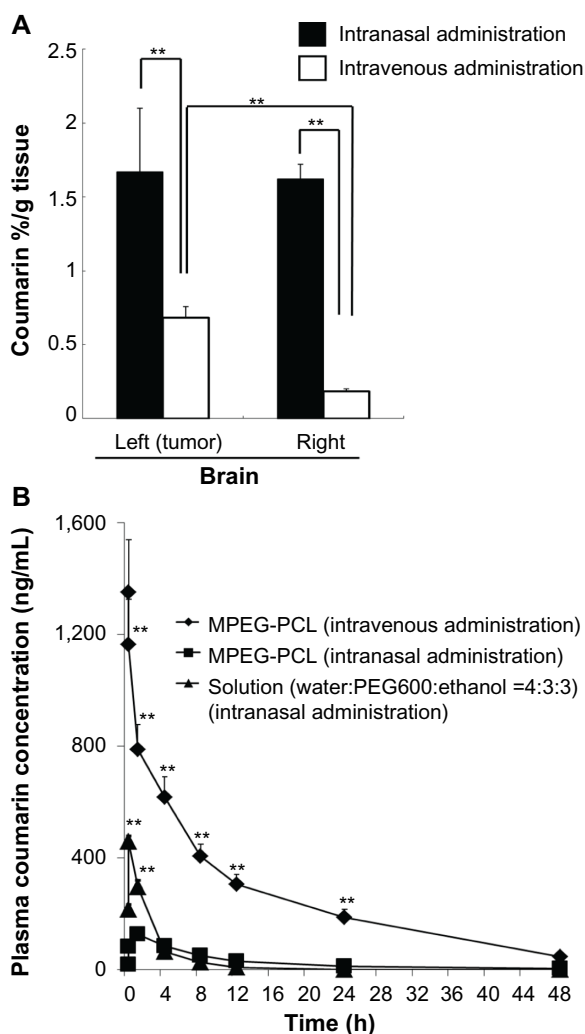 A
Intranasal administration
Intravenous administration
Coumarin %/g tissue
2.5
2
1.5
1
0.5
0
**
**
**
Left (tumor)
Right
Brain
B
Plasma coumarin concentration (ng/mL)
1,600
1,200
800
400
0
MPEG-PCL (intravenous administration)
MPEG-PCL (intranasal administration)
Solution (water:PEG600:ethanol =4:3:3)
(intranasal administration)
**
**
**
**
**
**
**
**
0 4 8 12 16 20 24 28 32 36 40 44 48
Time (h)